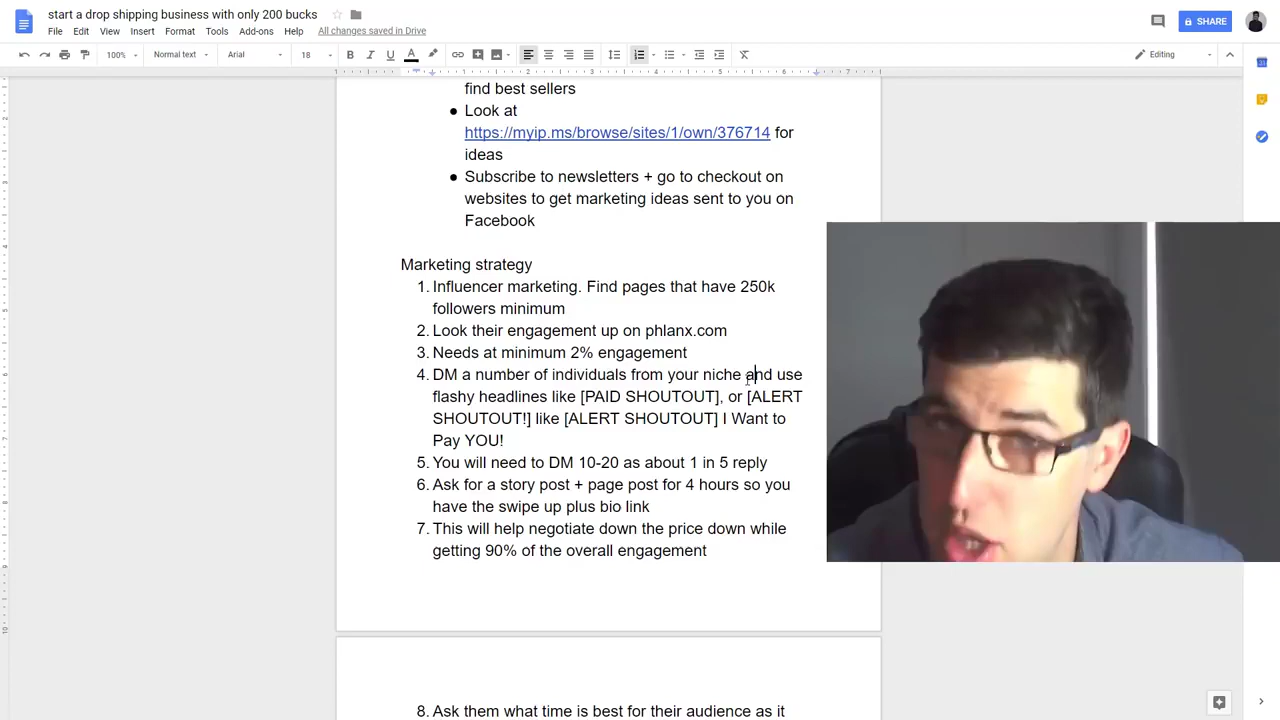 start a drop shipping business with only 200 bucks
File Edit View Insert Format Tools Add-ons Help All changes saved in Drive
SHARE
100% Normal text Arial 18 B I U A Editing
1 1 2 3 4 5 6 7
find best sellers
● Look at
https://myip.ms/browse/sites/1/own/376714 for
ideas
● Subscribe to newsletters + go to checkout on
websites to get marketing ideas sent to you on
Facebook
Marketing strategy
1. Influencer marketing. Find pages that have 250k
followers minimum
2. Look their engagement up on phlanx.com
3. Needs at minimum 2% engagement
4. DM a number of individuals from your niche and use
flashy headlines like [PAID SHOUTOUT], or [ALERT
SHOUTOUT!] like [ALERT SHOUTOUT] I Want to
Pay YOU!
5. You will need to DM 10-20 as about 1 in 5 reply
6. Ask for a story post + page post for 4 hours so you
have the swipe up plus bio link
7. This will help negotiate down the price down while
getting 90% of the overall engagement
8. Ask them what time is best for their audience as it